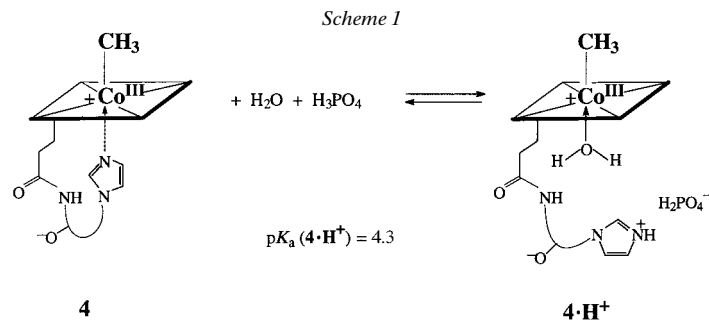 Scheme 1
CH₃ CH₃
+Coᴵᴵᴵ + H₂O + H₃PO₄ +Coᴵᴵᴵ
N
N
O NH
⁻O
H O H
O NH
H₂PO₄⁻
N NH +
⁻O
pKₐ (4·H⁺) = 4.3
4 4·H⁺